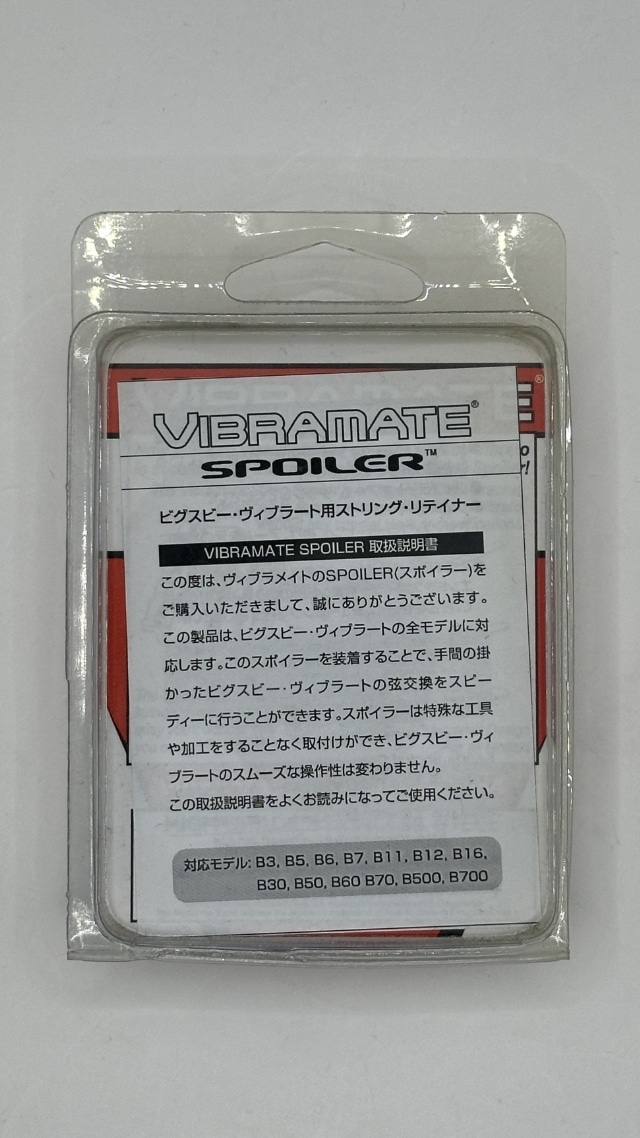 VIBRAMATE®
SPOILER™
ビグスビー・ヴィブラート用ストリング・リテイナー
VIBRAMATE SPOILER 取扱説明書
この度は、ヴィブラメイトのSPOILER(スポイラー)を
ご購入いただきまして、誠にありがとうございます。
この製品は、ビグスビー・ヴィブラートの全モデルに対
応します。このスポイラーを装着することで、手間の掛
かったビグスビー・ヴィブラートの弦交換をスピー
ディーに行うことができます。スポイラーは特殊な工具
や加工をすることなく取付けができ、ビグスビー・ヴィ
ブラートのスムーズな操作性は変わりません。
この取扱説明書をよくお読みになってご使用ください。
対応モデル: B3, B5, B6, B7, B11, B12, B16,
B30, B50, B60 B70, B500, B700